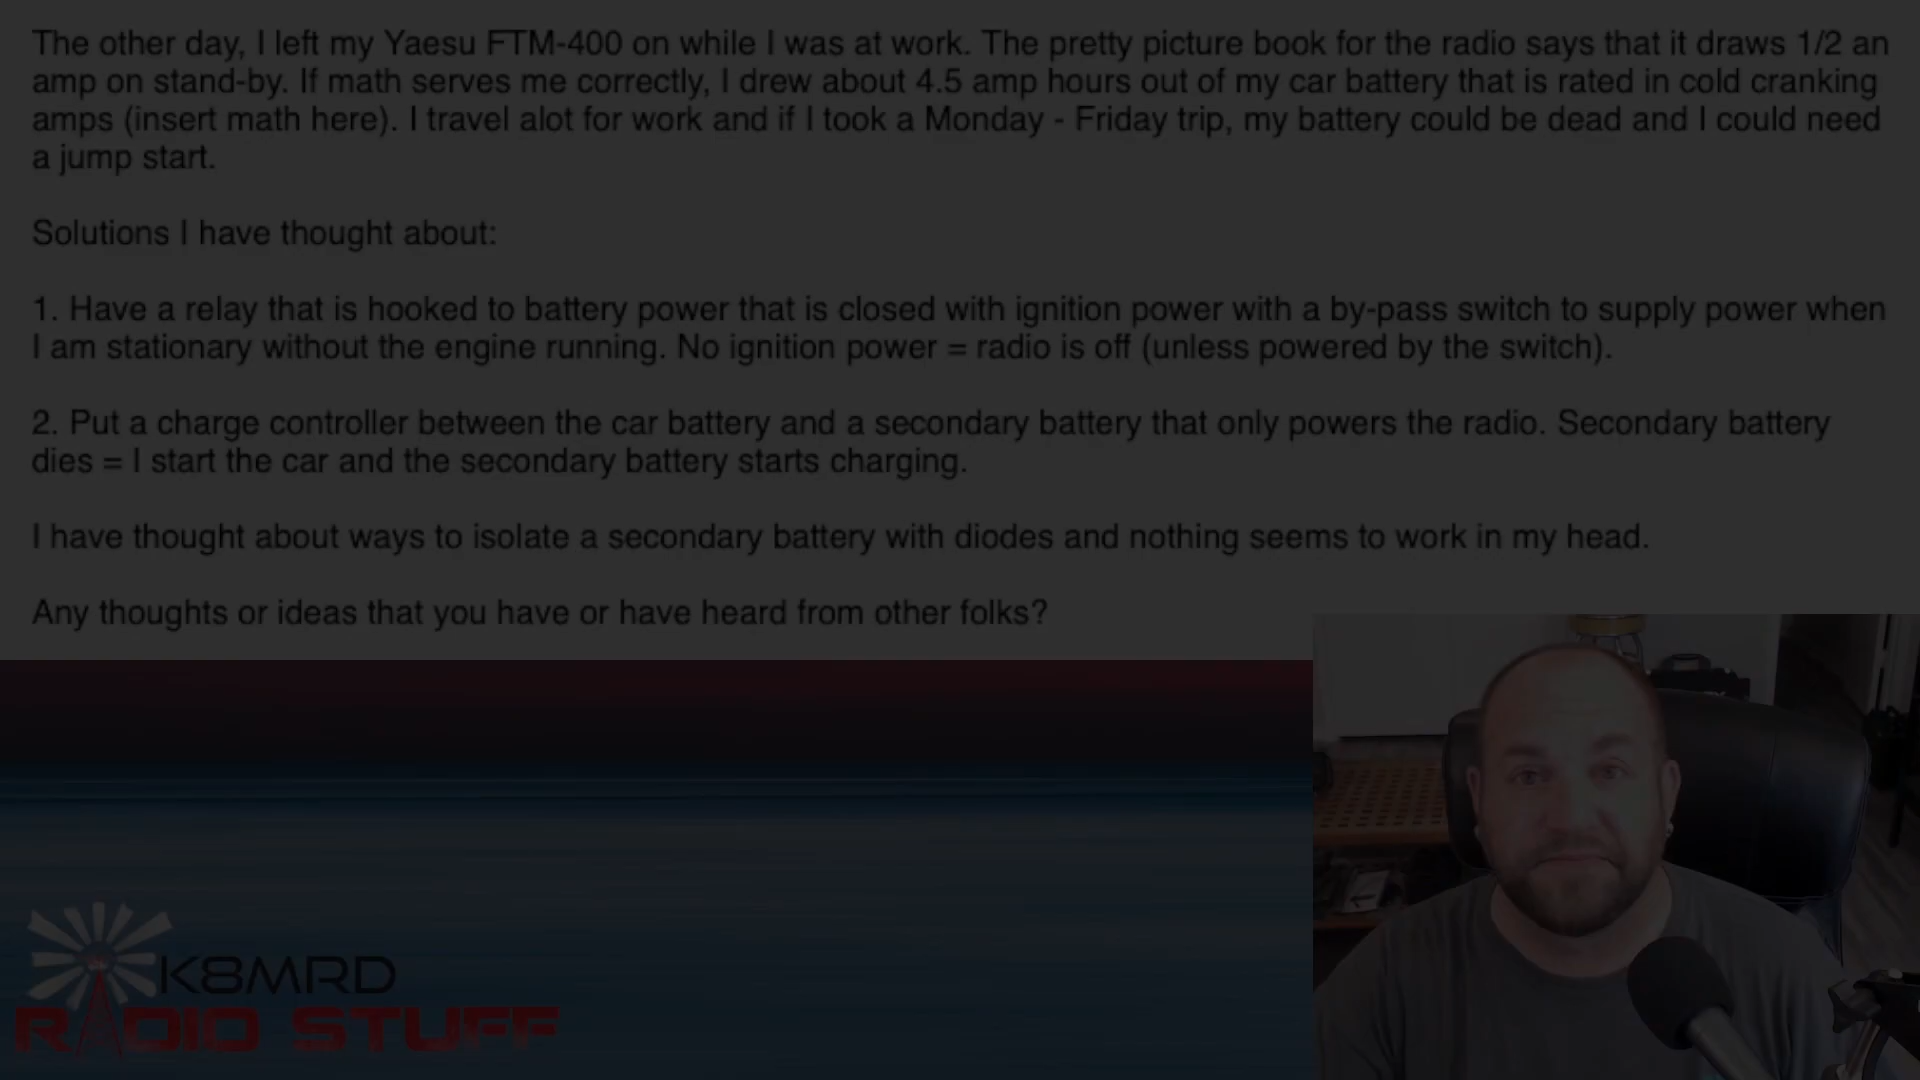 The other day, I left my Yaesu FTM-400 on while I was at work. The pretty picture book for the radio says that it draws 1/2 an
amp on stand-by. If math serves me correctly, I drew about 4.5 amp hours out of my car battery that is rated in cold cranking
amps (insert math here). I travel alot for work and if I took a Monday - Friday trip, my battery could be dead and I could need
a jump start.
Solutions I have thought about:
1. Have a relay that is hooked to battery power that is closed with ignition power with a by-pass switch to supply power when
I am stationary without the engine running. No ignition power = radio is off (unless powered by the switch).
2. Put a charge controller between the car battery and a secondary battery that only powers the radio. Secondary battery
dies = I start the car and the secondary battery starts charging.
I have thought about ways to isolate a secondary battery with diodes and nothing seems to work in my head.
Any thoughts or ideas that you have or have heard from other folks?
K8MRD
RADIO STUFF